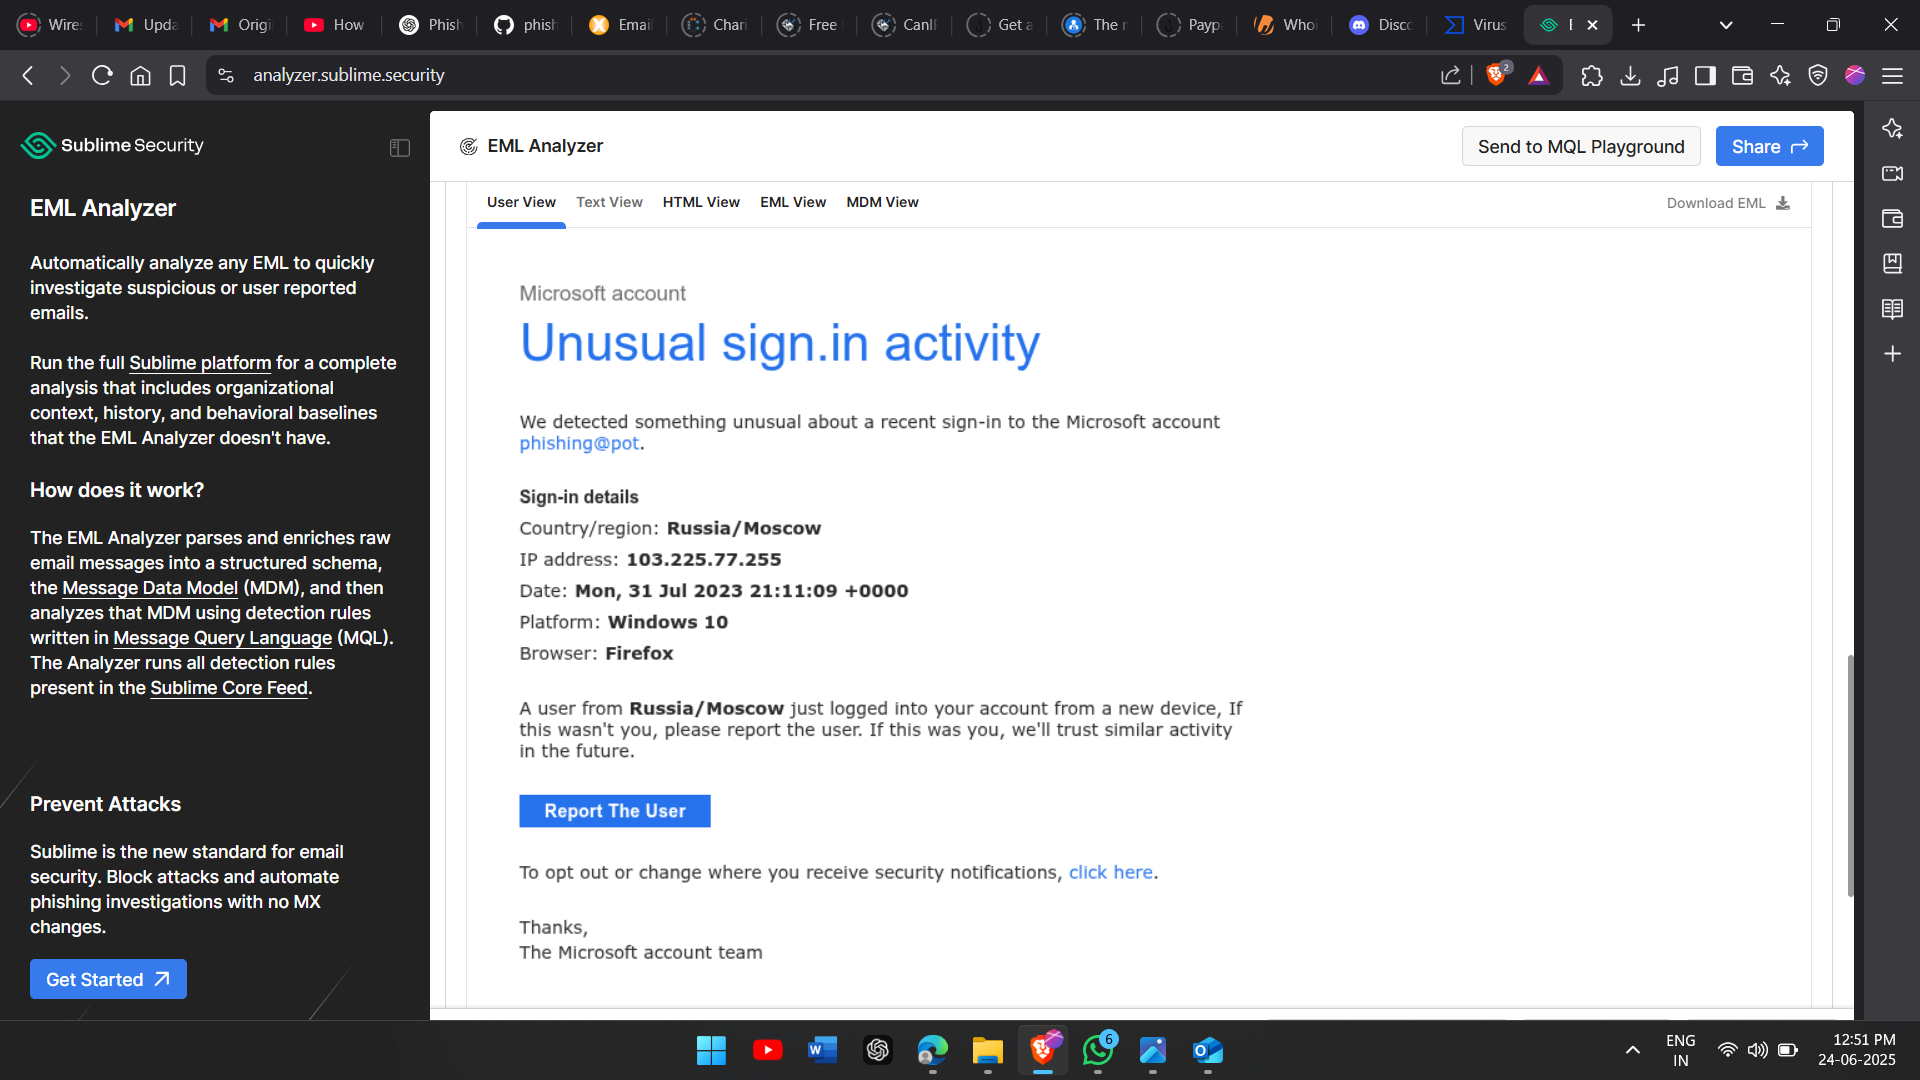 Wires
Upda
Origi
How
Phish
phish
Email
Chari
Free
CanIP
Get a
The r
Paypa
Whoi
Disco
Virus
E
analyzer.sublime.security
2
Sublime Security
EML Analyzer
Automatically analyze any EML to quickly
investigate suspicious or user reported
emails.
Run the full Sublime platform for a complete
analysis that includes organizational
context, history, and behavioral baselines
that the EML Analyzer doesn't have.
How does it work?
The EML Analyzer parses and enriches raw
email messages into a structured schema,
the Message Data Model (MDM), and then
analyzes that MDM using detection rules
written in Message Query Language (MQL).
The Analyzer runs all detection rules
present in the Sublime Core Feed.
Prevent Attacks
Sublime is the new standard for email
security. Block attacks and automate
phishing investigations with no MX
changes.
Get Started
EML Analyzer
Send to MQL Playground
Share
User View
Text View
HTML View
EML View
MDM View
Download EML
Microsoft account
Unusual sign.in activity
We detected something unusual about a recent sign-in to the Microsoft account
phishing@pot.
Sign-in details
Country/region: Russia/Moscow
IP address: 103.225.77.255
Date: Mon, 31 Jul 2023 21:11:09 +0000
Platform: Windows 10
Browser: Firefox
A user from Russia/Moscow just logged into your account from a new device, If
this wasn't you, please report the user. If this was you, we'll trust similar activity
in the future.
Report The User
To opt out or change where you receive security notifications, click here.
Thanks,
The Microsoft account team
6
ENG
IN
12:51 PM
24-06-2025